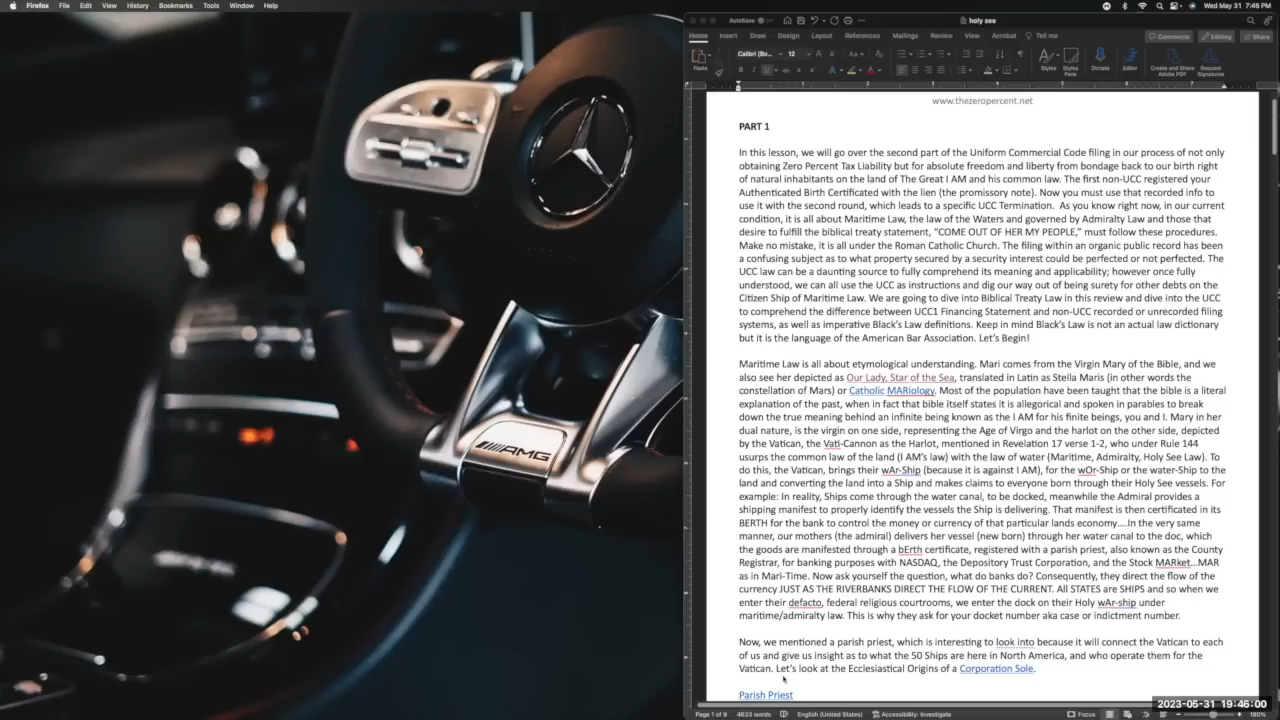 Firefox File Edit View History Bookmarks Tools Window Help
Wed May 31 7:46 PM
AutoSave
holy see
Home Insert Draw Design Layout References Mailings Review View Acrobat Tell me
Comments Editing Share
Calibri (Bo... 12
Paste
Styles
Styles Pane
Dictate
Editor
Create and Share Adobe PDF
Request Signatures
AMG
www.thezeropercent.net
PART 1
In this lesson, we will go over the second part of the Uniform Commercial Code filing in our process of not only
obtaining Zero Percent Tax Liability but for absolute freedom and liberty from bondage back to our birth right
of natural inhabitants on the land of The Great I AM and his common law. The first non-UCC registered your
Authenticated Birth Certificated with the lien (the promissory note). Now you must use that recorded info to
use it with the second round, which leads to a specific UCC Termination.  As you know right now, in our current
condition, it is all about Maritime Law, the law of the Waters and governed by Admiralty Law and those that
desire to fulfill the biblical treaty statement, “COME OUT OF HER MY PEOPLE,” must follow these procedures.
Make no mistake, it is all under the Roman Catholic Church. The filing within an organic public record has been
a confusing subject as to what property secured by a security interest could be perfected or not perfected. The
UCC law can be a daunting source to fully comprehend its meaning and applicability; however once fully
understood, we can all use the UCC as instructions and dig our way out of being surety for other debts on the
Citizen Ship of Maritime Law. We are going to dive into Biblical Treaty Law in this review and dive into the UCC
to comprehend the difference between UCC1 Financing Statement and non-UCC recorded or unrecorded filing
systems, as well as imperative Black’s Law definitions. Keep in mind Black’s Law is not an actual law dictionary
but it is the language of the American Bar Association. Let’s Begin!
Maritime Law is all about etymological understanding. Mari comes from the Virgin Mary of the Bible, and we
also see her depicted as Our Lady, Star of the Sea, translated in Latin as Stella Maris (in other words the
constellation of Mars) or Catholic MARiology. Most of the population have been taught that the bible is a literal
explanation of the past, when in fact that bible itself states it is allegorical and spoken in parables to break
down the true meaning behind an infinite being known as the I AM for his finite beings, you and I. Mary in her
dual nature, is the virgin on one side, representing the Age of Virgo and the harlot on the other side, depicted
by the Vatican, the Vati-Cannon as the Harlot, mentioned in Revelation 17 verse 1-2, who under Rule 144
usurps the common law of the land (I AM’s law) with the law of water (Maritime, Admiralty, Holy See Law). To
do this, the Vatican, brings their wAr-Ship (because it is against I AM), for the wOr-Ship or the water-Ship to the
land and converting the land into a Ship and makes claims to everyone born through their Holy See vessels. For
example: In reality, Ships come through the water canal, to be docked, meanwhile the Admiral provides a
shipping manifest to properly identify the vessels the Ship is delivering. That manifest is then certificated in its
BERTH for the bank to control the money or currency of that particular lands economy....In the very same
manner, our mothers (the admiral) delivers her vessel (new born) through her water canal to the doc, which
the goods are manifested through a bErth certificate, registered with a parish priest, also known as the County
Registrar, for banking purposes with NASDAQ, the Depository Trust Corporation, and the Stock MARket...MAR
as in Mari-Time. Now ask yourself the question, what do banks do? Consequently, they direct the flow of the
currency JUST AS THE RIVERBANKS DIRECT THE FLOW OF THE CURRENT. All STATES are SHIPS and so when we
enter their defacto, federal religious courtrooms, we enter the dock on their Holy wAr-ship under
maritime/admiralty law. This is why they ask for your docket number aka case or indictment number.
Now, we mentioned a parish priest, which is interesting to look into because it will connect the Vatican to each
of us and give us insight as to what the 50 Ships are here in North America, and who operate them for the
Vatican. Let’s look at the Ecclesiastical Origins of a Corporation Sole.
Parish Priest
2023-05-31 19:46:00
Page 1 of 9 4633 words English (United States) Accessibility: Investigate Focus 180%